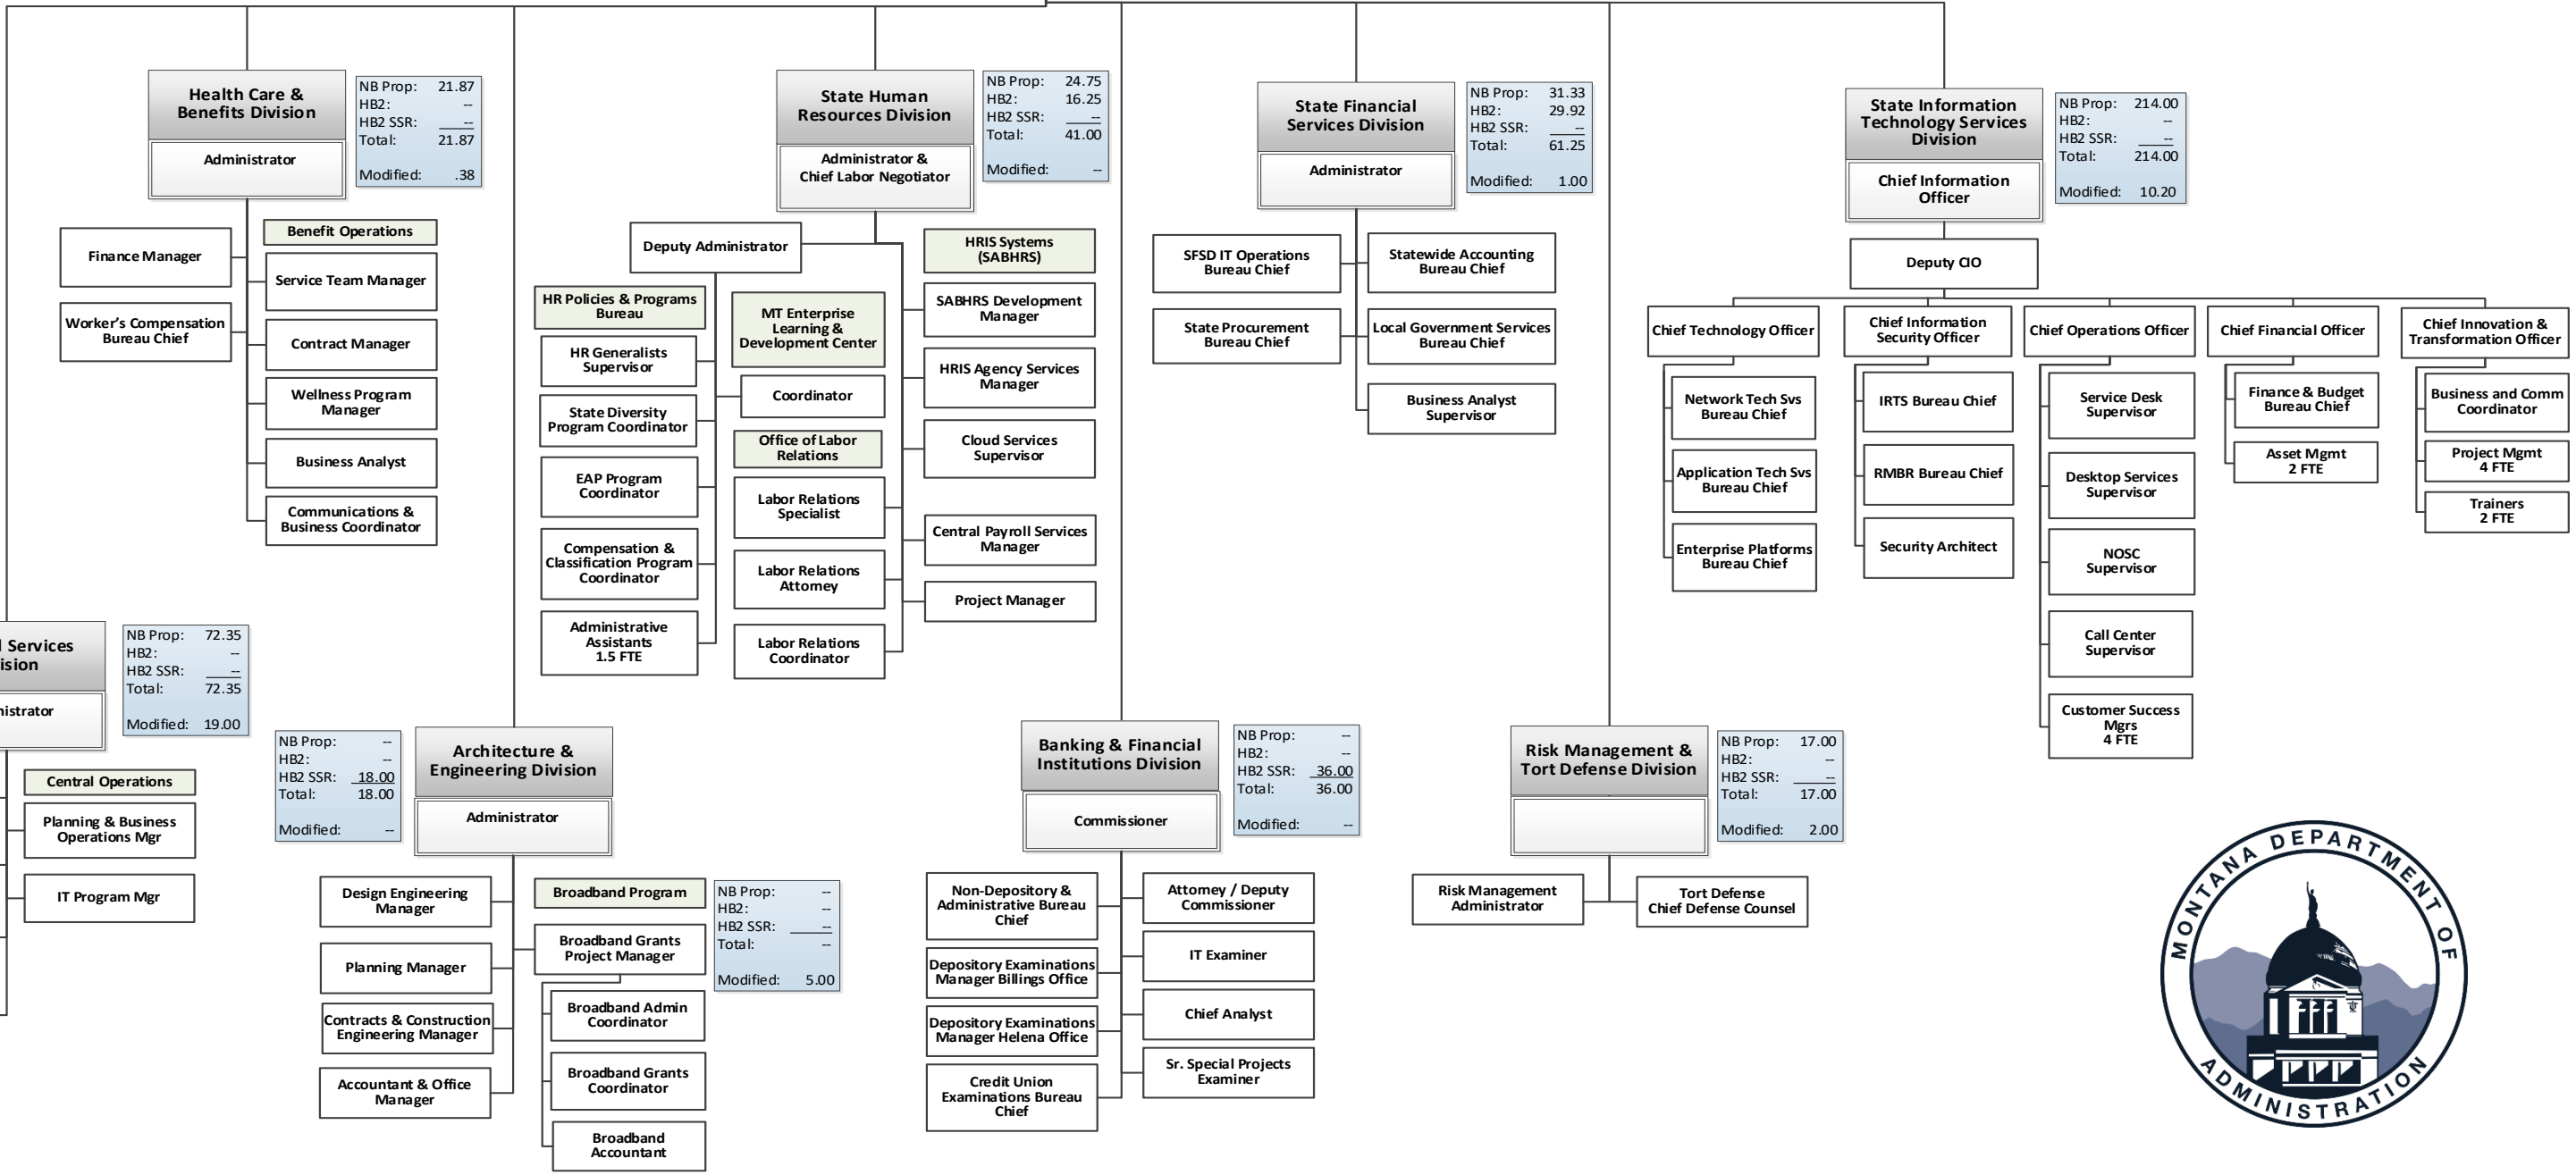 Health Care &
Benefits Division
Administrator
NB Prop: 21.87
HB2: --
HB2 SSR: --
Total: 21.87
Modified: .38
Finance Manager
Worker's Compensation
Bureau Chief
Benefit Operations
Service Team Manager
Contract Manager
Wellness Program
Manager
Business Analyst
Communications &
Business Coordinator
State Human
Resources Division
Administrator &
Chief Labor Negotiator
NB Prop: 24.75
HB2: 16.25
HB2 SSR: --
Total: 41.00
Modified: --
Deputy Administrator
HR Policies & Programs
Bureau
HR Generalists
Supervisor
State Diversity
Program Coordinator
EAP Program
Coordinator
Compensation &
Classification Program
Coordinator
Administrative
Assistants
1.5 FTE
MT Enterprise
Learning &
Development Center
Coordinator
Office of Labor
Relations
Labor Relations
Specialist
Labor Relations
Attorney
Labor Relations
Coordinator
HRIS Systems
(SABHRS)
SABHRS Development
Manager
HRIS Agency Services
Manager
Cloud Services
Supervisor
Central Payroll Services
Manager
Project Manager
State Financial
Services Division
Administrator
NB Prop: 31.33
HB2: 29.92
HB2 SSR: --
Total: 61.25
Modified: 1.00
SFSD IT Operations
Bureau Chief
State Procurement
Bureau Chief
Statewide Accounting
Bureau Chief
Local Government Services
Bureau Chief
Business Analyst
Supervisor
State Information
Technology Services
Division
Chief Information
Officer
NB Prop: 214.00
HB2: --
HB2 SSR: --
Total: 214.00
Modified: 10.20
Deputy CIO
Chief Technology Officer
Network Tech Svs
Bureau Chief
Application Tech Svs
Bureau Chief
Enterprise Platforms
Bureau Chief
Chief Information
Security Officer
IRTS Bureau Chief
RMBR Bureau Chief
Security Architect
Chief Operations Officer
Service Desk
Supervisor
Desktop Services
Supervisor
NOSC
Supervisor
Call Center
Supervisor
Customer Success
Mgrs
4 FTE
Chief Financial Officer
Finance & Budget
Bureau Chief
Asset Mgmt
2 FTE
Chief Innovation &
Transformation Officer
Business and Comm
Coordinator
Project Mgmt
4 FTE
Trainers
2 FTE
l Services
ision
nistrator
NB Prop: 72.35
HB2: --
HB2 SSR: --
Total: 72.35
Modified: 19.00
Central Operations
Planning & Business
Operations Mgr
IT Program Mgr
NB Prop: --
HB2: --
HB2 SSR: 18.00
Total: 18.00
Modified: --
Architecture &
Engineering Division
Administrator
Design Engineering
Manager
Planning Manager
Contracts & Construction
Engineering Manager
Accountant & Office
Manager
Broadband Program
Broadband Grants
Project Manager
Broadband Admin
Coordinator
Broadband Grants
Coordinator
Broadband
Accountant
NB Prop: --
HB2: --
HB2 SSR: --
Total: --
Modified: 5.00
Banking & Financial
Institutions Division
Commissioner
NB Prop: --
HB2: --
HB2 SSR: 36.00
Total: 36.00
Modified: --
Non-Depository &
Administrative Bureau
Chief
Depository Examinations
Manager Billings Office
Depository Examinations
Manager Helena Office
Credit Union
Examinations Bureau
Chief
Attorney / Deputy
Commissioner
IT Examiner
Chief Analyst
Sr. Special Projects
Examiner
Risk Management &
Tort Defense Division
NB Prop: 17.00
HB2: --
HB2 SSR: --
Total: 17.00
Modified: 2.00
Risk Management
Administrator
Tort Defense
Chief Defense Counsel
MONTANA DEPARTMENT OF
ADMINISTRATION